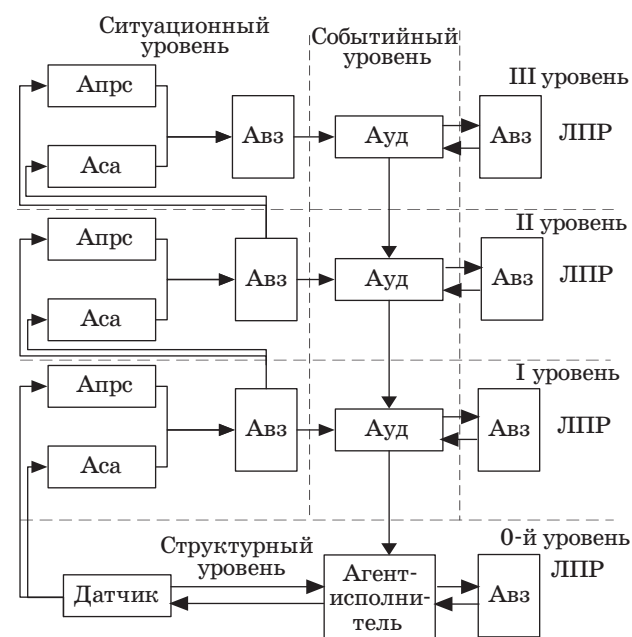 Ситуационный
уровень
Событийный
уровень
III уровень
Апрс
Аса
Авз
Ауд
Авз
ЛПР
II уровень
Апрс
Аса
Авз
Ауд
Авз
ЛПР
I уровень
Апрс
Аса
Авз
Ауд
Авз
ЛПР
0-й уровень
Структурный
уровень
Датчик
Агент-
исполни-
тель
Авз
ЛПР